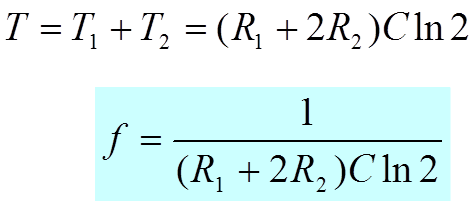 T = T₁ + T₂ = (R₁ + 2R₂)C ln 2
f = 1 / ((R₁ + 2R₂)C ln 2)